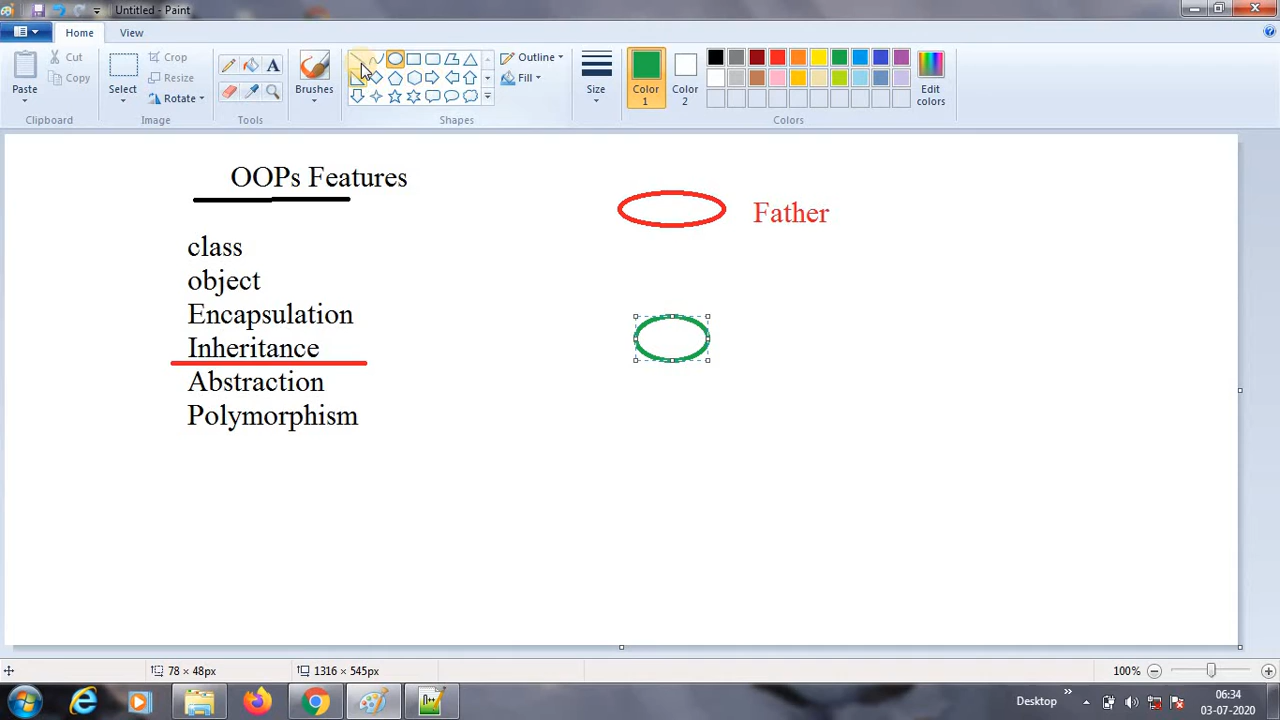 Untitled - Paint
Home
View
Paste
Cut
Copy
Clipboard
Select
Crop
Resize
Rotate
Image
Tools
Brushes
Shapes
Outline
Fill
Size
Color 1
Color 2
Edit colors
Colors
OOPs Features
class
object
Encapsulation
Inheritance
Abstraction
Polymorphism
Father
78 × 48px
1316 × 545px
100%
Desktop
N++
06:34
03-07-2020